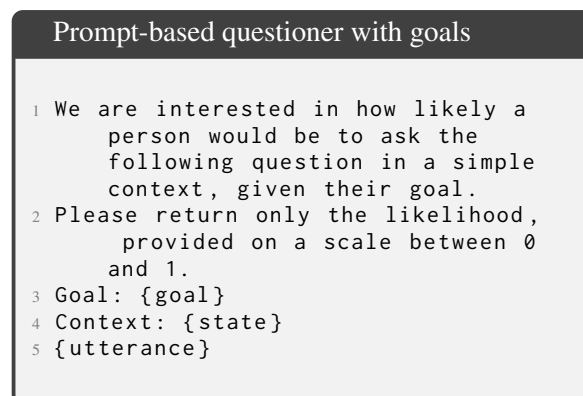 Prompt-based questioner with goals
1 We are interested in how likely a
person would be to ask the
following question in a simple
context, given their goal.
2 Please return only the likelihood,
provided on a scale between 0
and 1.
3 Goal: {goal}
4 Context: {state}
5 {utterance}